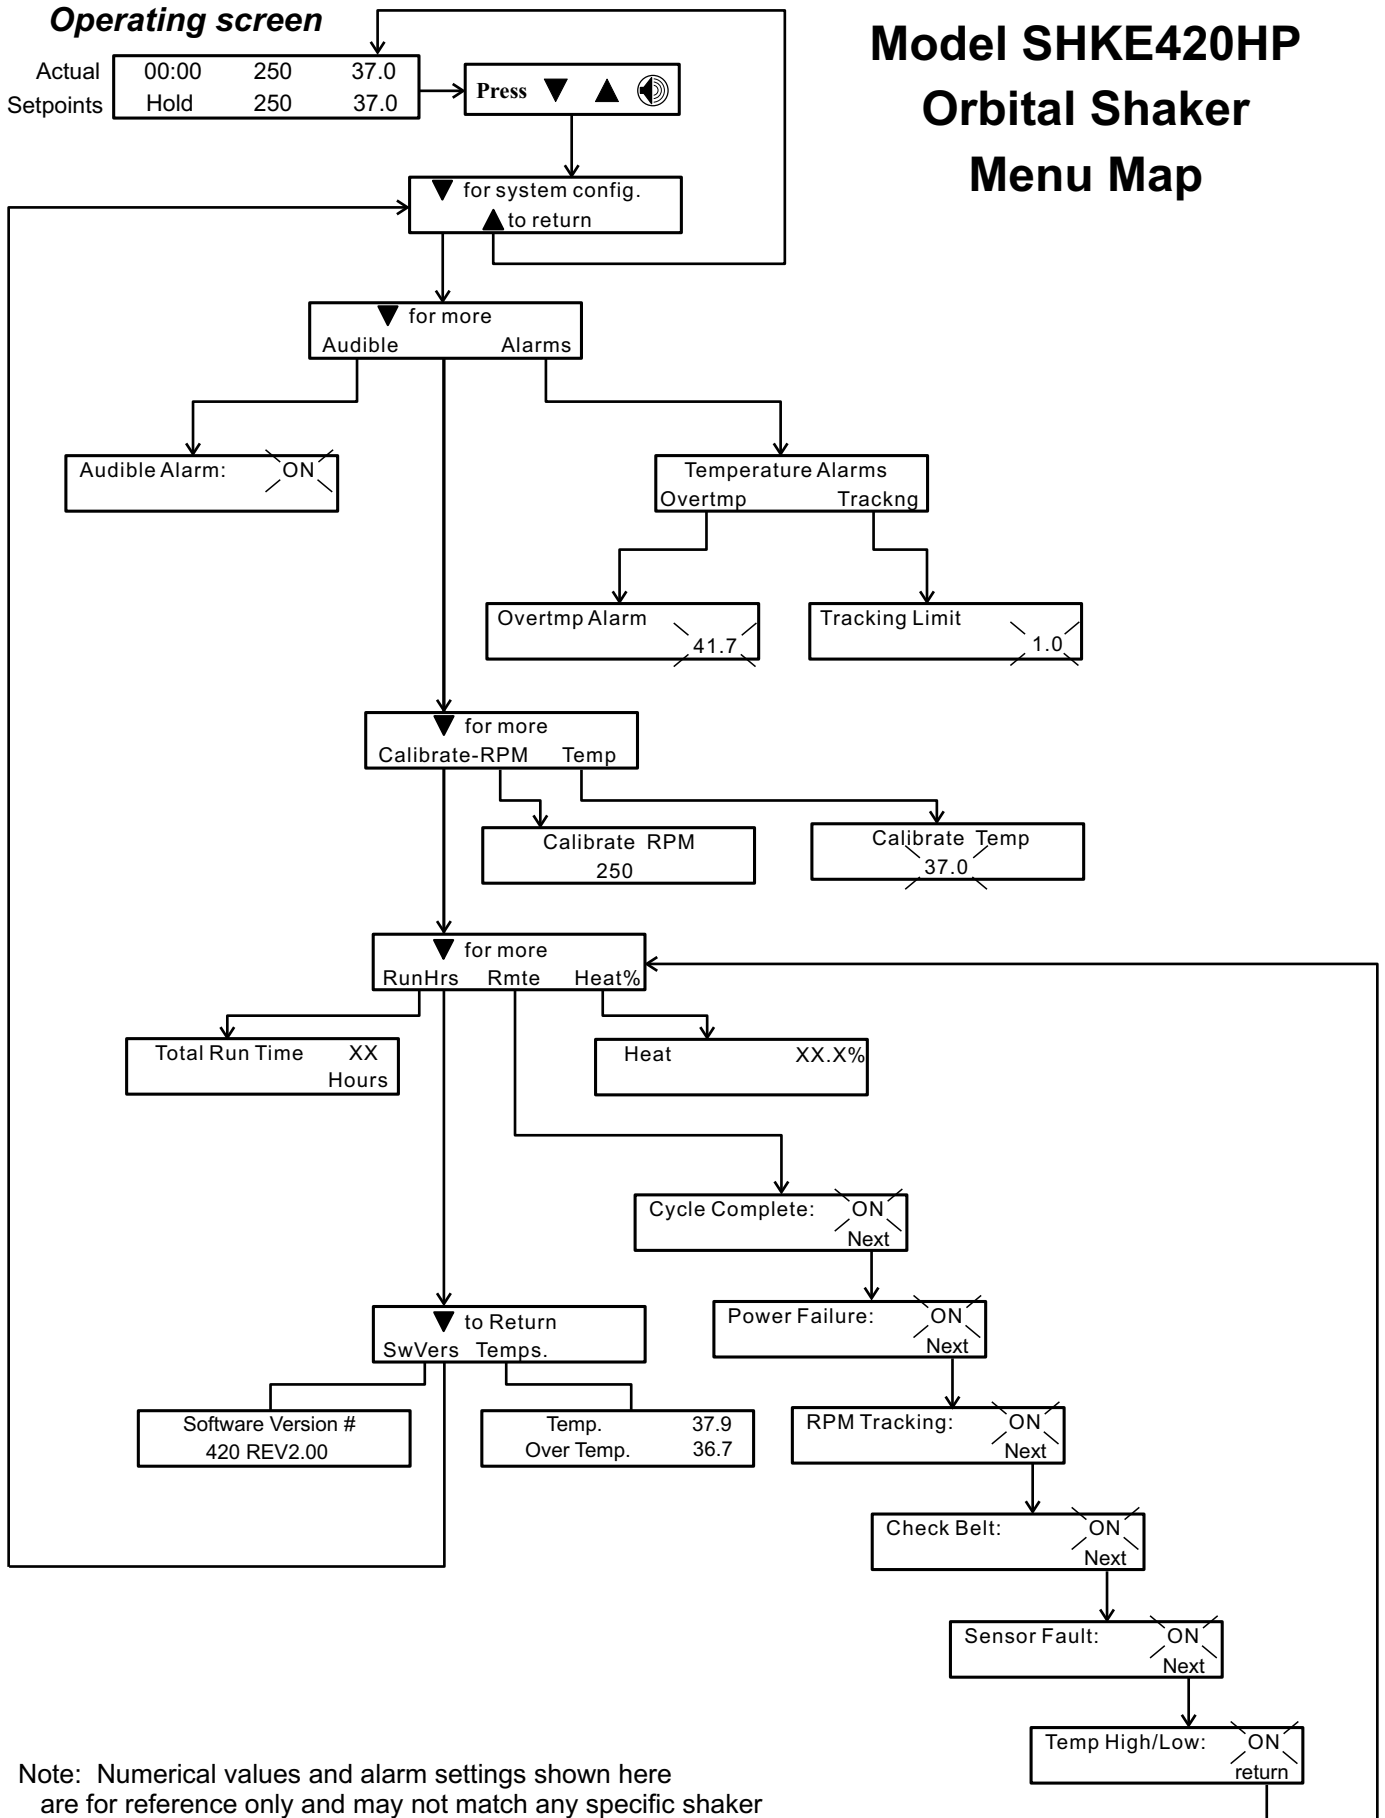 Operating screen
Model SHKE420HP
Orbital Shaker
Menu Map
Actual 00:00 250 37.0
Setpoints Hold 250 37.0
Press ▼ ▲
▼ for system config.
▲ to return
▼ for more
Audible Alarms
Audible Alarm: ON
Temperature Alarms
Overtmp Trackng
Overtmp Alarm
41.7
Tracking Limit
1.0
▼ for more
Calibrate-RPM Temp
Calibrate RPM
250
Calibrate Temp
37.0
▼ for more
RunHrs Rmte Heat%
Total Run Time XX
Hours
Heat XX.X%
Cycle Complete: ON
Next
Power Failure: ON
Next
▼ to Return
SwVers Temps.
Software Version #
420 REV2.00
Temp. 37.9
Over Temp. 36.7
RPM Tracking: ON
Next
Check Belt: ON
Next
Sensor Fault: ON
Next
Temp High/Low: ON
return
Note: Numerical values and alarm settings shown here
are for reference only and may not match any specific shaker